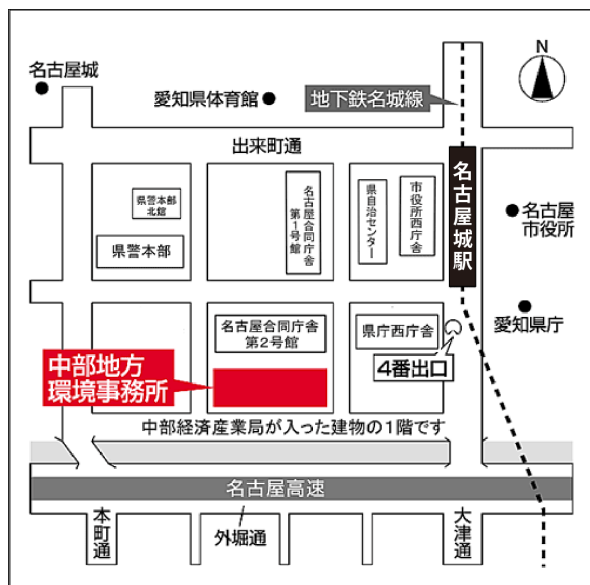 N
名古屋城
愛知県体育館
地下鉄名城線
出来町通
名古屋城駅
県警本部
北館
県警本部
名古屋合同庁舎
第1号館
県自治センター
市役所西庁舎
名古屋
市役所
愛知県庁
名古屋合同庁舎
第2号館
県庁西庁舎
4番出口
中部地方
環境事務所
中部経済産業局が入った建物の1階です
名古屋高速
本町通
外堀通
大津通